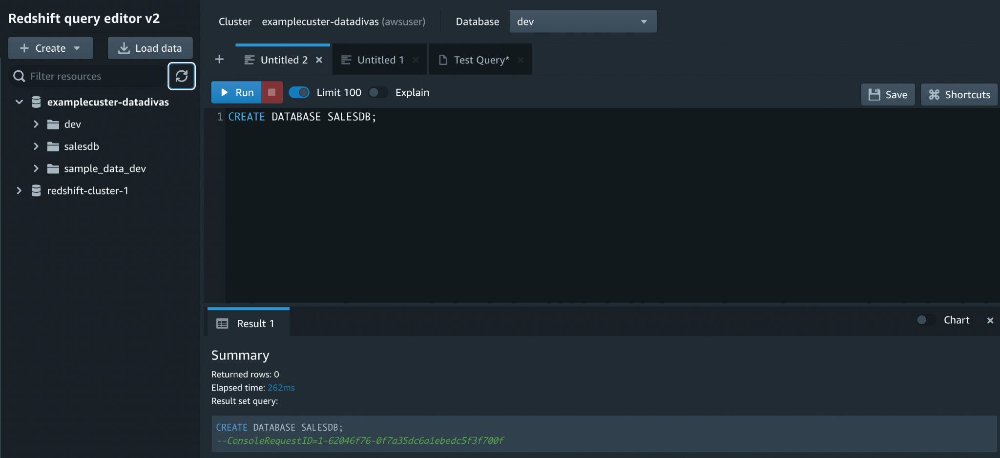 Redshift query editor v2
Create
Load data
Filter resources
examplecuster-datadivas
dev
salesdb
sample_data_dev
redshift-cluster-1
Cluster examplecuster-datadivas (awsuser) Database dev
Untitled 2 Untitled 1 Test Query*
Run Limit 100 Explain Save Shortcuts
1 CREATE DATABASE SALESDB;
Result 1 Chart
Summary
Returned rows: 0
Elapsed time: 262ms
Result set query:
CREATE DATABASE SALESDB;
--ConsoleRequestID=1-62046f76-0f7a35dc6a1ebedc5f3f700f